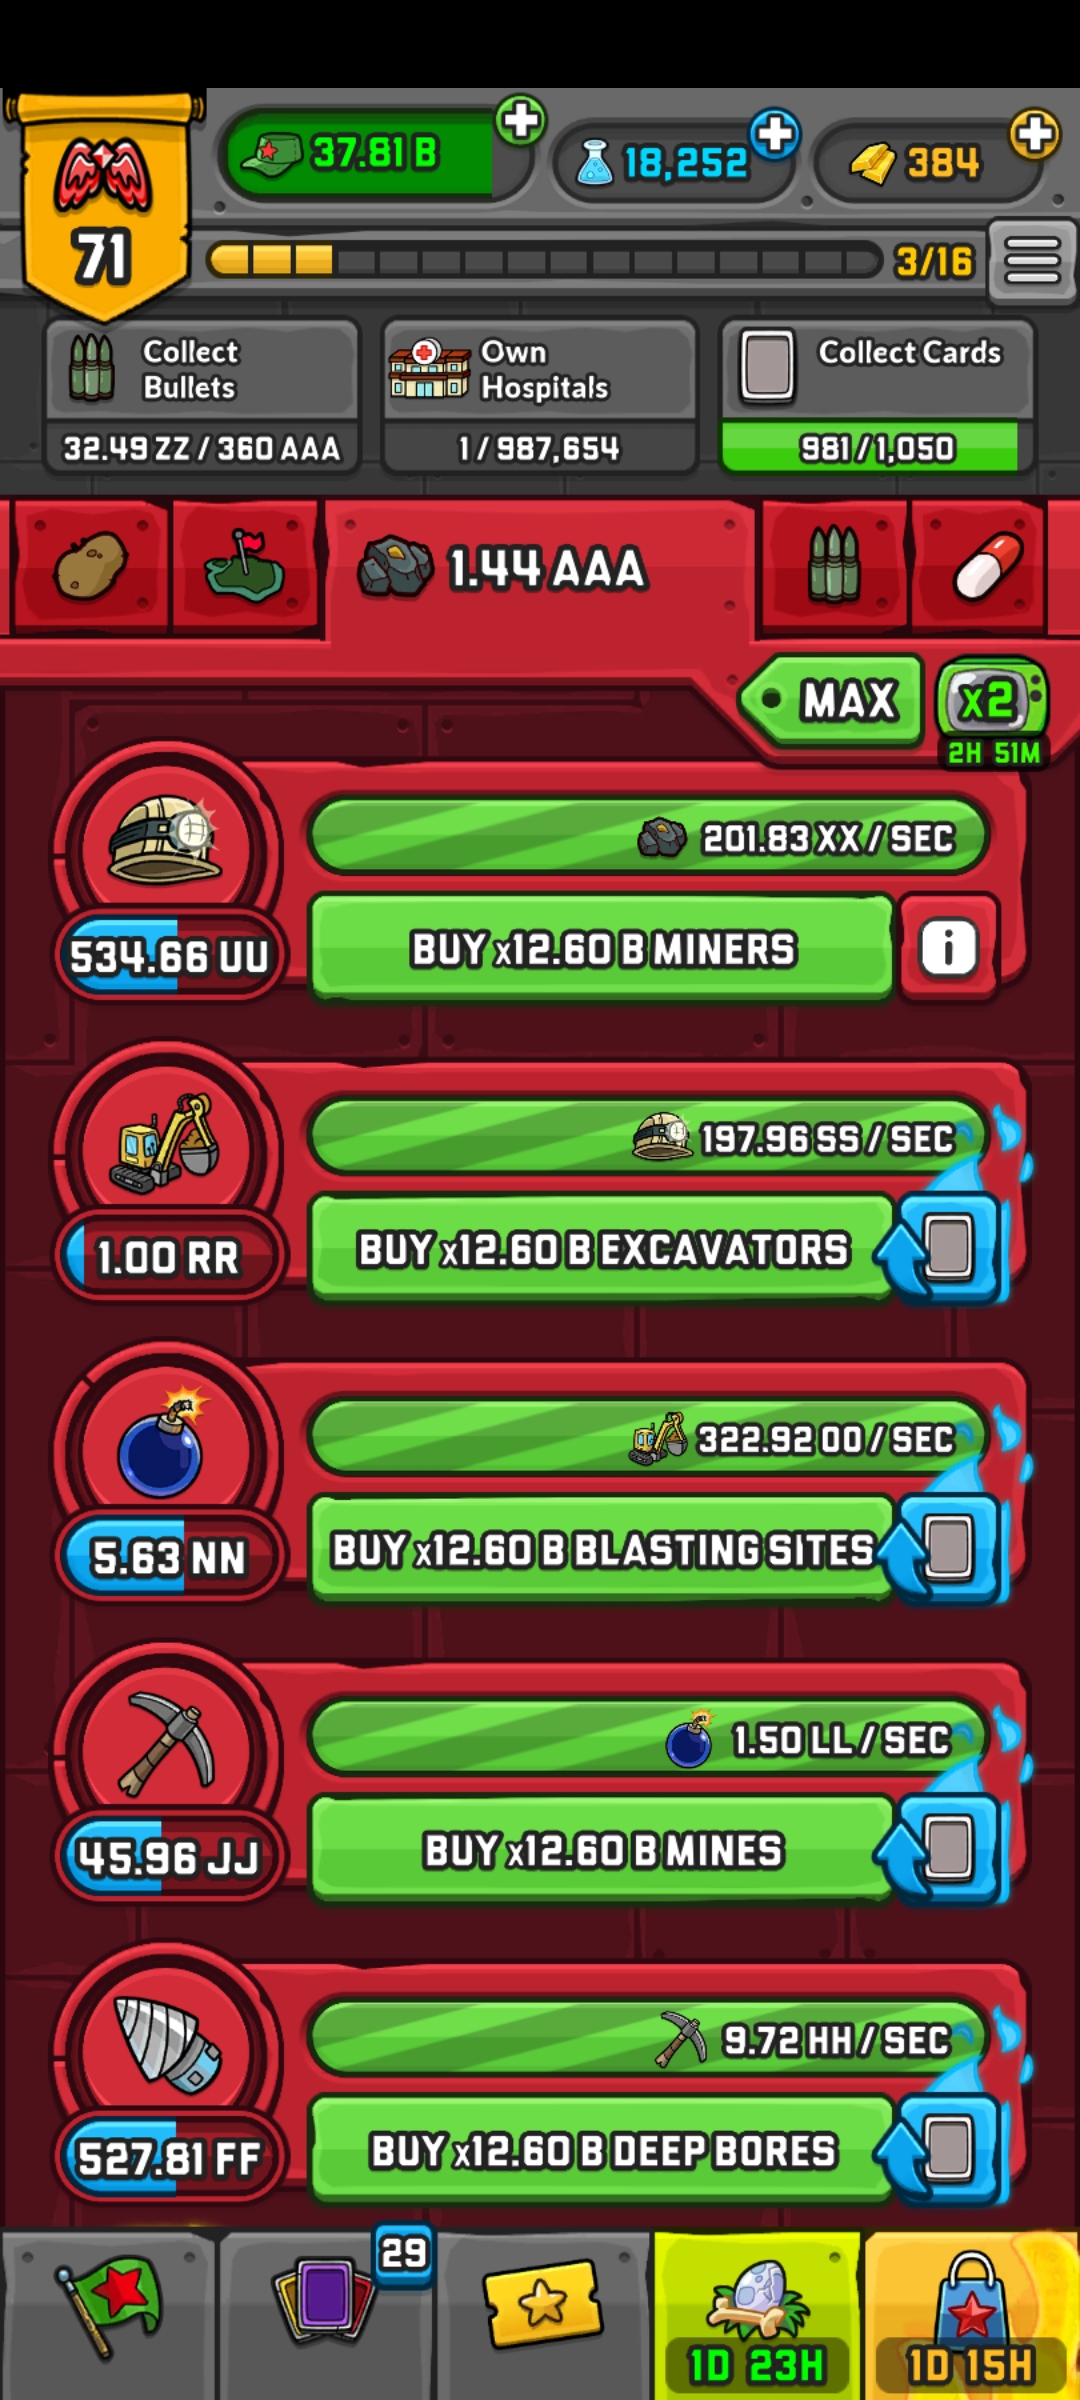 37.81 B
18,252
384
71
3/16
Collect
Bullets
32.49 ZZ / 360 AAA
Own
Hospitals
1 / 987,654
Collect Cards
981 / 1,050
1.44 AAA
MAX
x2
2H 51M
201.83 XX / SEC
534.66 UU
BUY x12.60 B MINERS
i
197.96 SS / SEC
1.00 RR
BUY x12.60 B EXCAVATORS
322.92 OO / SEC
5.63 NN
BUY x12.60 B BLASTING SITES
1.50 LL / SEC
45.96 JJ
BUY x12.60 B MINES
9.72 HH / SEC
527.81 FF
BUY x12.60 B DEEP BORES
29
1D 23H
1D 15H